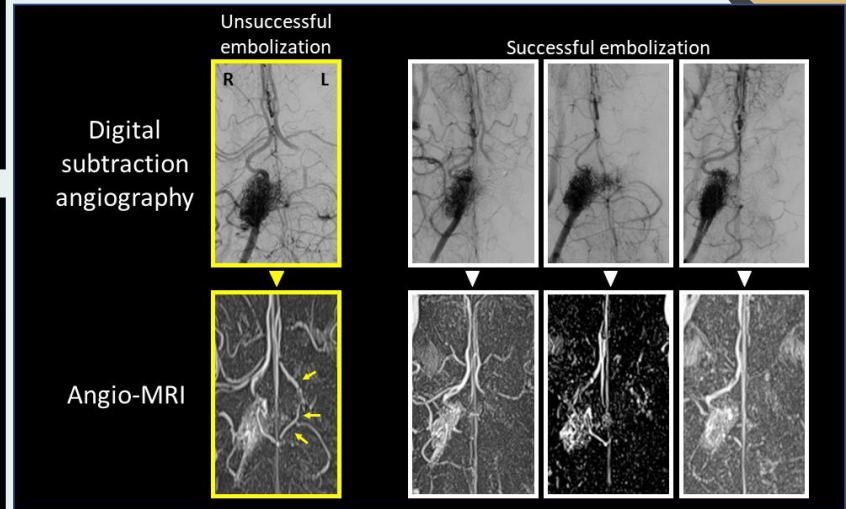 Unsuccessful
embolization
Successful embolization
R L
Digital
subtraction
angiography
Angio-MRI